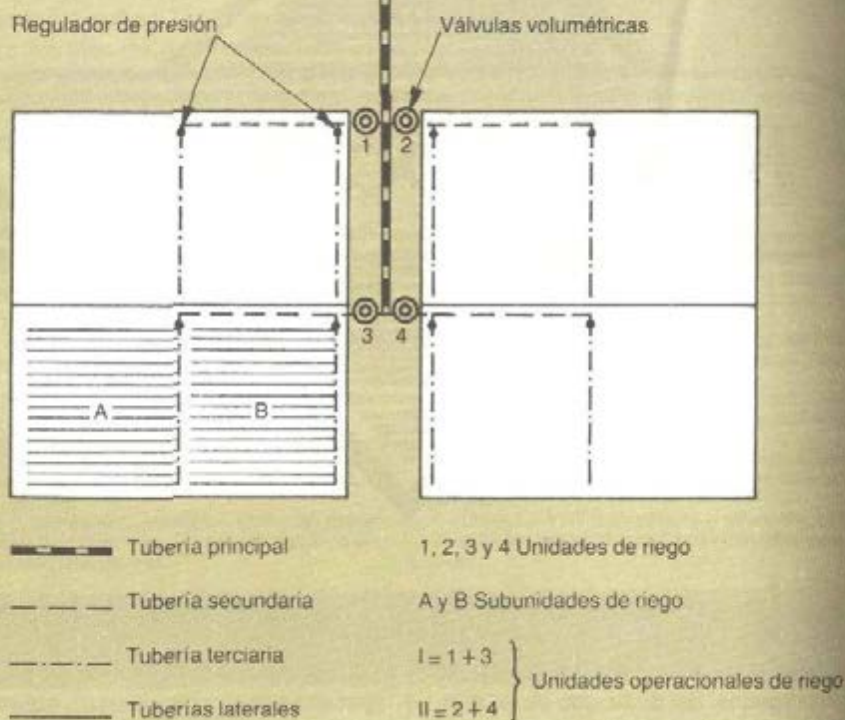 Regulador de presión
Válvulas volumétricas
1
2
3
4
A
B
Tubería principal
1, 2, 3 y 4 Unidades de riego
Tubería secundaria
A y B Subunidades de riego
Tubería terciaria
I = 1 + 3
Unidades operacionales de riego
Tuberías laterales
II = 2 + 4